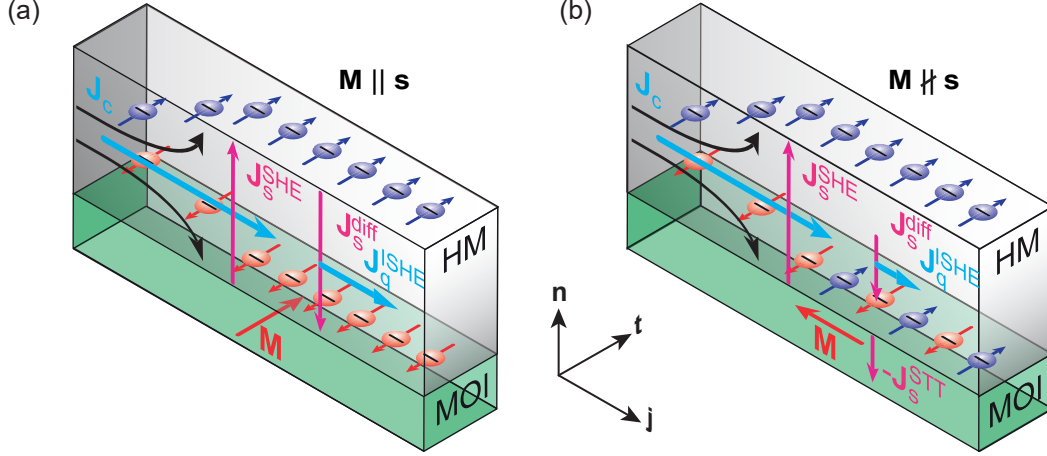 (a)
M || s
J_c
J_s^SHE
J_s^diff
J_q^ISHE
HM
M
MOI
n
t
j
(b)
M ∦ s
J_c
J_s^SHE
J_s^diff
J_q^ISHE
HM
M
-J_s^STT
MOI